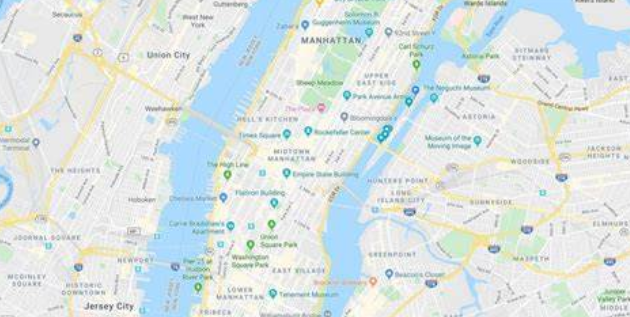 Guttenberg
Secaucus
West New
York
Zabar's
Solomon R.
Guggenheim Museum
Wards Island
MANHATTAN
92nd Street Y
Union City
Carl Schurz
Park
Astoria Park
DITMARS
STEINWAY
Sheep Meadow
UPPER
EAST SIDE
The Noguchi Museum
Park Avenue Armory
Weehawken
The Plaza
Grand Central Pkwy
HELL'S KITCHEN
Bloomingdale's
ASTORIA
Times Square
Rockefeller Center
Museum of the
Moving Image
JACKSON
HEIGHTS
MIDTOWN
MANHATTAN
WOODSIDE
THE HEIGHTS
The High Line
Empire State Building
HUNTERS POINT
Flatiron Building
LONG
ISLAND CITY
Hoboken
Chelsea Market
SUNNYSIDE
Carrie Bradshaw's
Apartment
ELMHURST
JOURNAL SQUARE
Union
Square Park
NEWPORT
GREENPOINT
MASPETH
Pier 25 at
Hudson
River Park
Washington
Square Park
EAST VILLAGE
Beacon's Closet
MCGINLEY
SQUARE
HISTORIC
DOWNTOWN
LOWER
MANHATTAN
Tenement Museum
Juniper
Valley Park
Jersey City
TRIBECA
Williamsburg Bridge